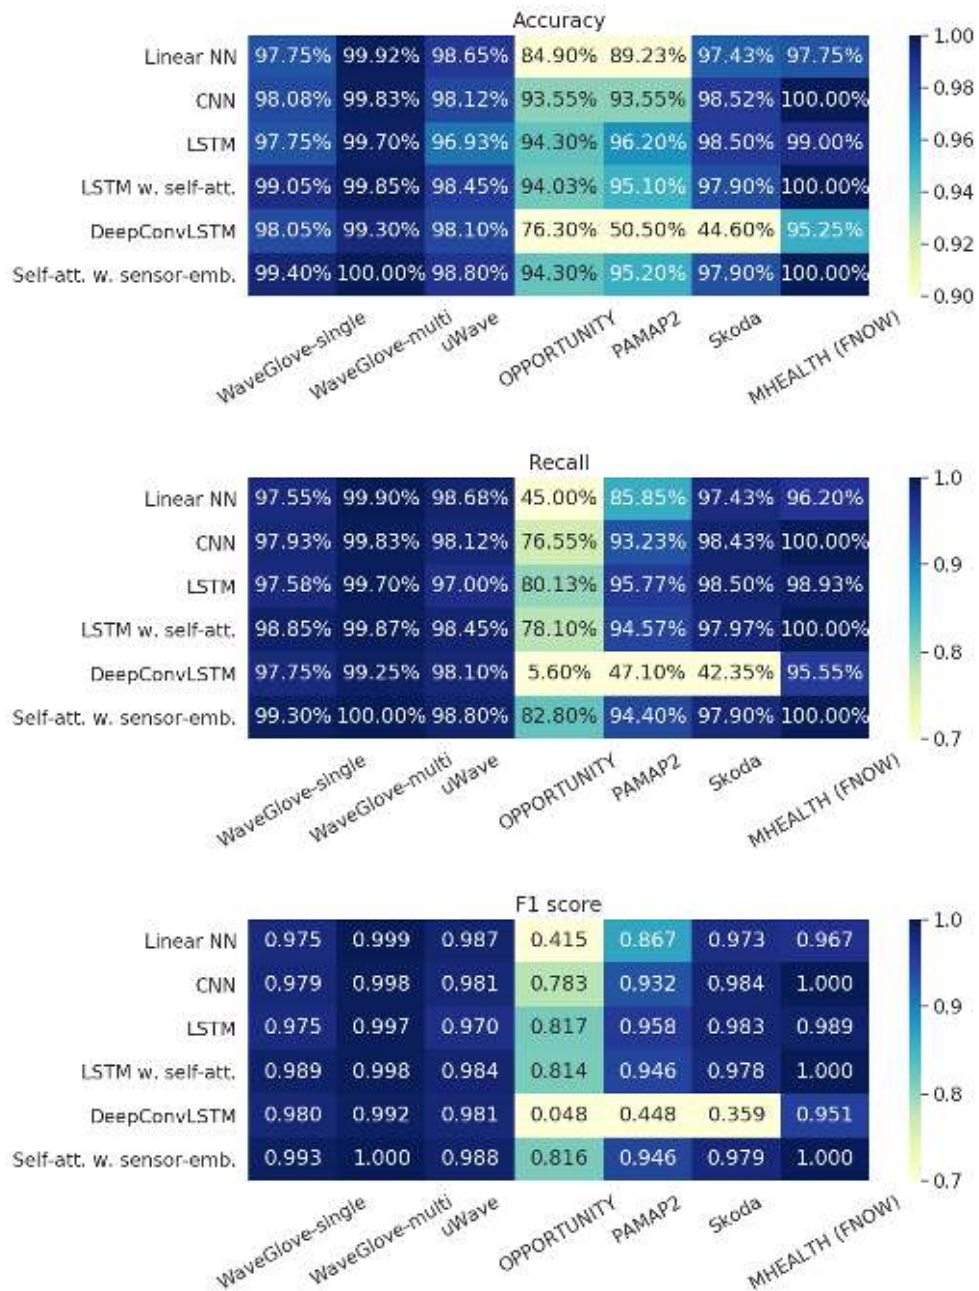 Accuracy
Linear NN 97.75% 99.92% 98.65% 84.90% 89.23% 97.43% 97.75%
CNN 98.08% 99.83% 98.12% 93.55% 93.55% 98.52% 100.00%
LSTM 97.75% 99.70% 96.93% 94.30% 96.20% 98.50% 99.00%
LSTM w. self-att. 99.05% 99.85% 98.45% 94.03% 95.10% 97.90% 100.00%
DeepConvLSTM 98.05% 99.30% 98.10% 76.30% 50.50% 44.60% 95.25%
Self-att. w. sensor-emb. 99.40% 100.00% 98.80% 94.30% 95.20% 97.90% 100.00%
1.00
0.98
0.96
0.94
0.92
0.90
WaveGlove-single WaveGlove-multi uWave OPPORTUNITY PAMAP2 Skoda MHEALTH (FNOW)
Recall
Linear NN 97.55% 99.90% 98.68% 45.00% 85.85% 97.43% 96.20%
CNN 97.93% 99.83% 98.12% 76.55% 93.23% 98.43% 100.00%
LSTM 97.58% 99.70% 97.00% 80.13% 95.77% 98.50% 98.93%
LSTM w. self-att. 98.85% 99.87% 98.45% 78.10% 94.57% 97.97% 100.00%
DeepConvLSTM 97.75% 99.25% 98.10% 5.60% 47.10% 42.35% 95.55%
Self-att. w. sensor-emb. 99.30% 100.00% 98.80% 82.80% 94.40% 97.90% 100.00%
1.0
0.9
0.8
0.7
WaveGlove-single WaveGlove-multi uWave OPPORTUNITY PAMAP2 Skoda MHEALTH (FNOW)
F1 score
Linear NN 0.975 0.999 0.987 0.415 0.867 0.973 0.967
CNN 0.979 0.998 0.981 0.783 0.932 0.984 1.000
LSTM 0.975 0.997 0.970 0.817 0.958 0.983 0.989
LSTM w. self-att. 0.989 0.998 0.984 0.814 0.946 0.978 1.000
DeepConvLSTM 0.980 0.992 0.981 0.048 0.448 0.359 0.951
Self-att. w. sensor-emb. 0.993 1.000 0.988 0.816 0.946 0.979 1.000
1.0
0.9
0.8
0.7
WaveGlove-single WaveGlove-multi uWave OPPORTUNITY PAMAP2 Skoda MHEALTH (FNOW)